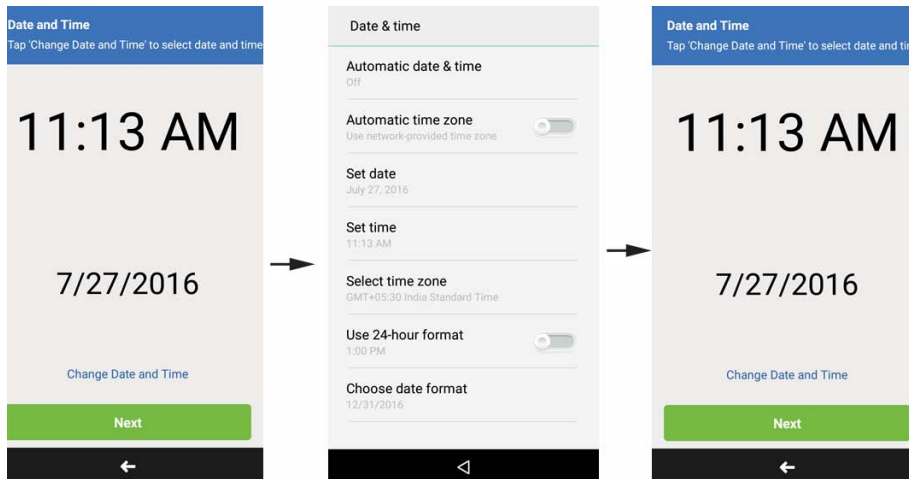 Date and Time
Tap 'Change Date and Time' to select date and time
11:13 AM
7/27/2016
Change Date and Time
Next
Date & time
Automatic date & time
Off
Automatic time zone
Use network-provided time zone
Set date
July 27, 2016
Set time
11:13 AM
Select time zone
GMT+05:30 India Standard Time
Use 24-hour format
1:00 PM
Choose date format
12/31/2016
Date and Time
Tap 'Change Date and Time' to select date and
11:13 AM
7/27/2016
Change Date and Time
Next